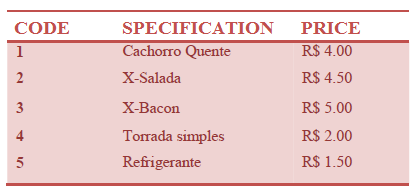 CODE SPECIFICATION PRICE
1 Cachorro Quente R$ 4.00
2 X-Salada R$ 4.50
3 X-Bacon R$ 5.00
4 Torrada simples R$ 2.00
5 Refrigerante R$ 1.50